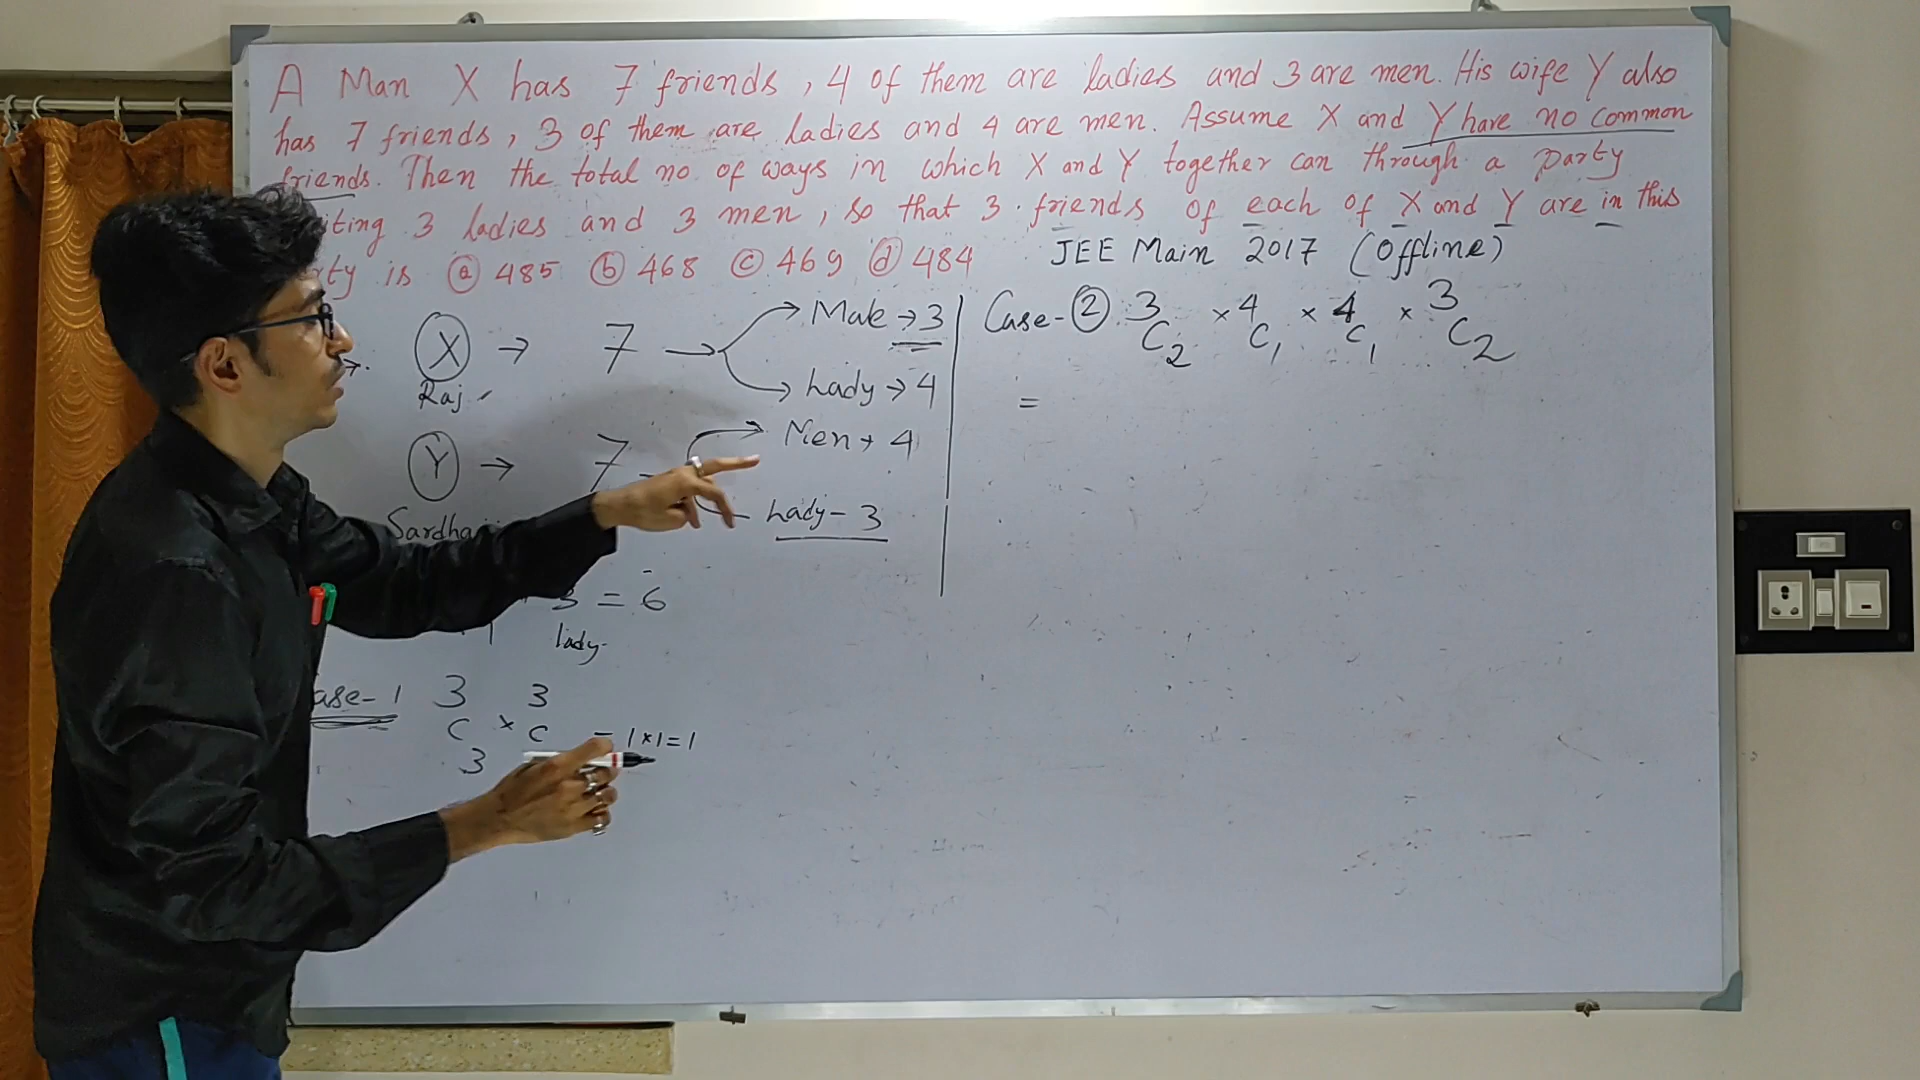 A Man X has 7 friends, 4 of them are ladies and 3 are men. His wife Y also
has 7 friends, 3 of them are ladies and 4 are men. Assume X and Y have no common
friends. Then the total no of ways in which X and Y together can through a party
iting 3 ladies and 3 men, so that 3 friends of each of X and Y are in this
ty is (a) 485 (b) 468 (c) 469 (d) 484 JEE Main 2017 (Offline)
X → 7 → Male → 3
Raj
Lady → 4
Y → 7 Men → 4
Sardha
Lady - 3
3 = 6
lady
ase-1 3C3 × 3C = 1×1=1
Case-② 3C2 × 4C1 × 4C1 × 3C2
=